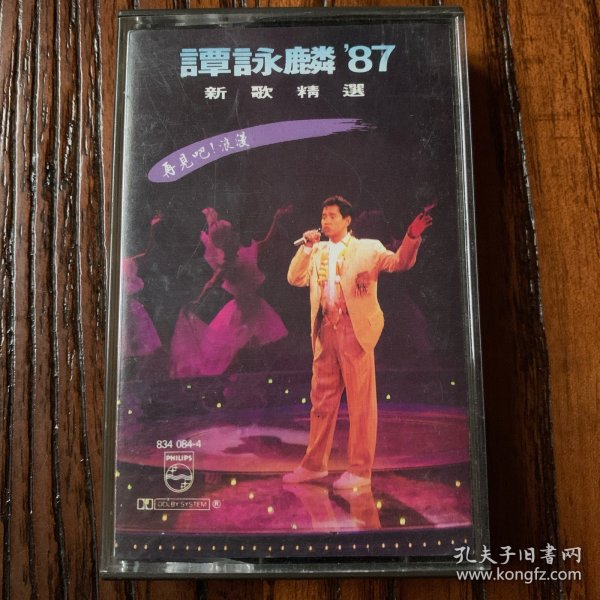 譚詠麟 '87
新歌精選
再見吧！浪漫
834 084-4
PHILIPS
DOLBY SYSTEM ®
孔夫子旧書网
www.kongfz.com